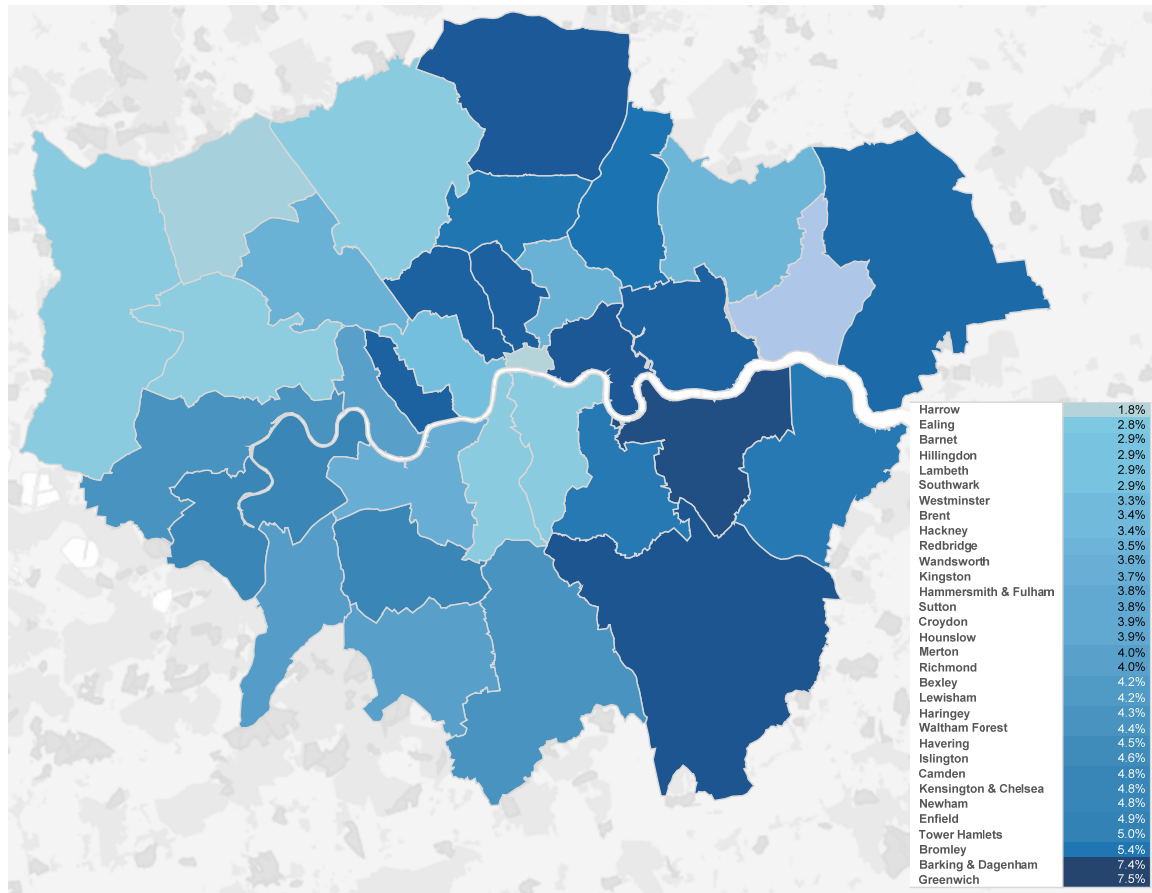 Harrow 1.8%
Ealing 2.8%
Barnet 2.9%
Hillingdon 2.9%
Lambeth 2.9%
Southwark 2.9%
Westminster 3.3%
Brent 3.4%
Hackney 3.4%
Redbridge 3.5%
Wandsworth 3.6%
Kingston 3.7%
Hammersmith & Fulham 3.8%
Sutton 3.8%
Croydon 3.9%
Hounslow 3.9%
Merton 4.0%
Richmond 4.0%
Bexley 4.2%
Lewisham 4.2%
Haringey 4.3%
Waltham Forest 4.4%
Havering 4.5%
Islington 4.6%
Camden 4.8%
Kensington & Chelsea 4.8%
Newham 4.8%
Enfield 4.9%
Tower Hamlets 5.0%
Bromley 5.4%
Barking & Dagenham 7.4%
Greenwich 7.5%